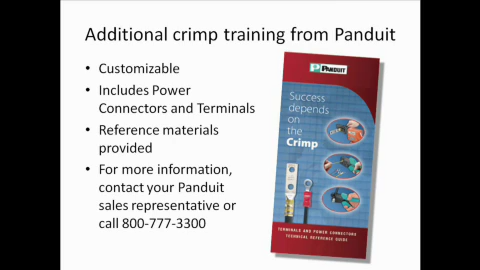 Additional crimp training from Panduit
• Customizable
• Includes Power
Connectors and Terminals
• Reference materials
provided
• For more information,
contact your Panduit
sales representative or
call 800-777-3300
PANDUIT
Success
depends
on
the
Crimp
TERMINALS AND POWER CONNECTORS
TECHNICAL REFERENCE GUIDE